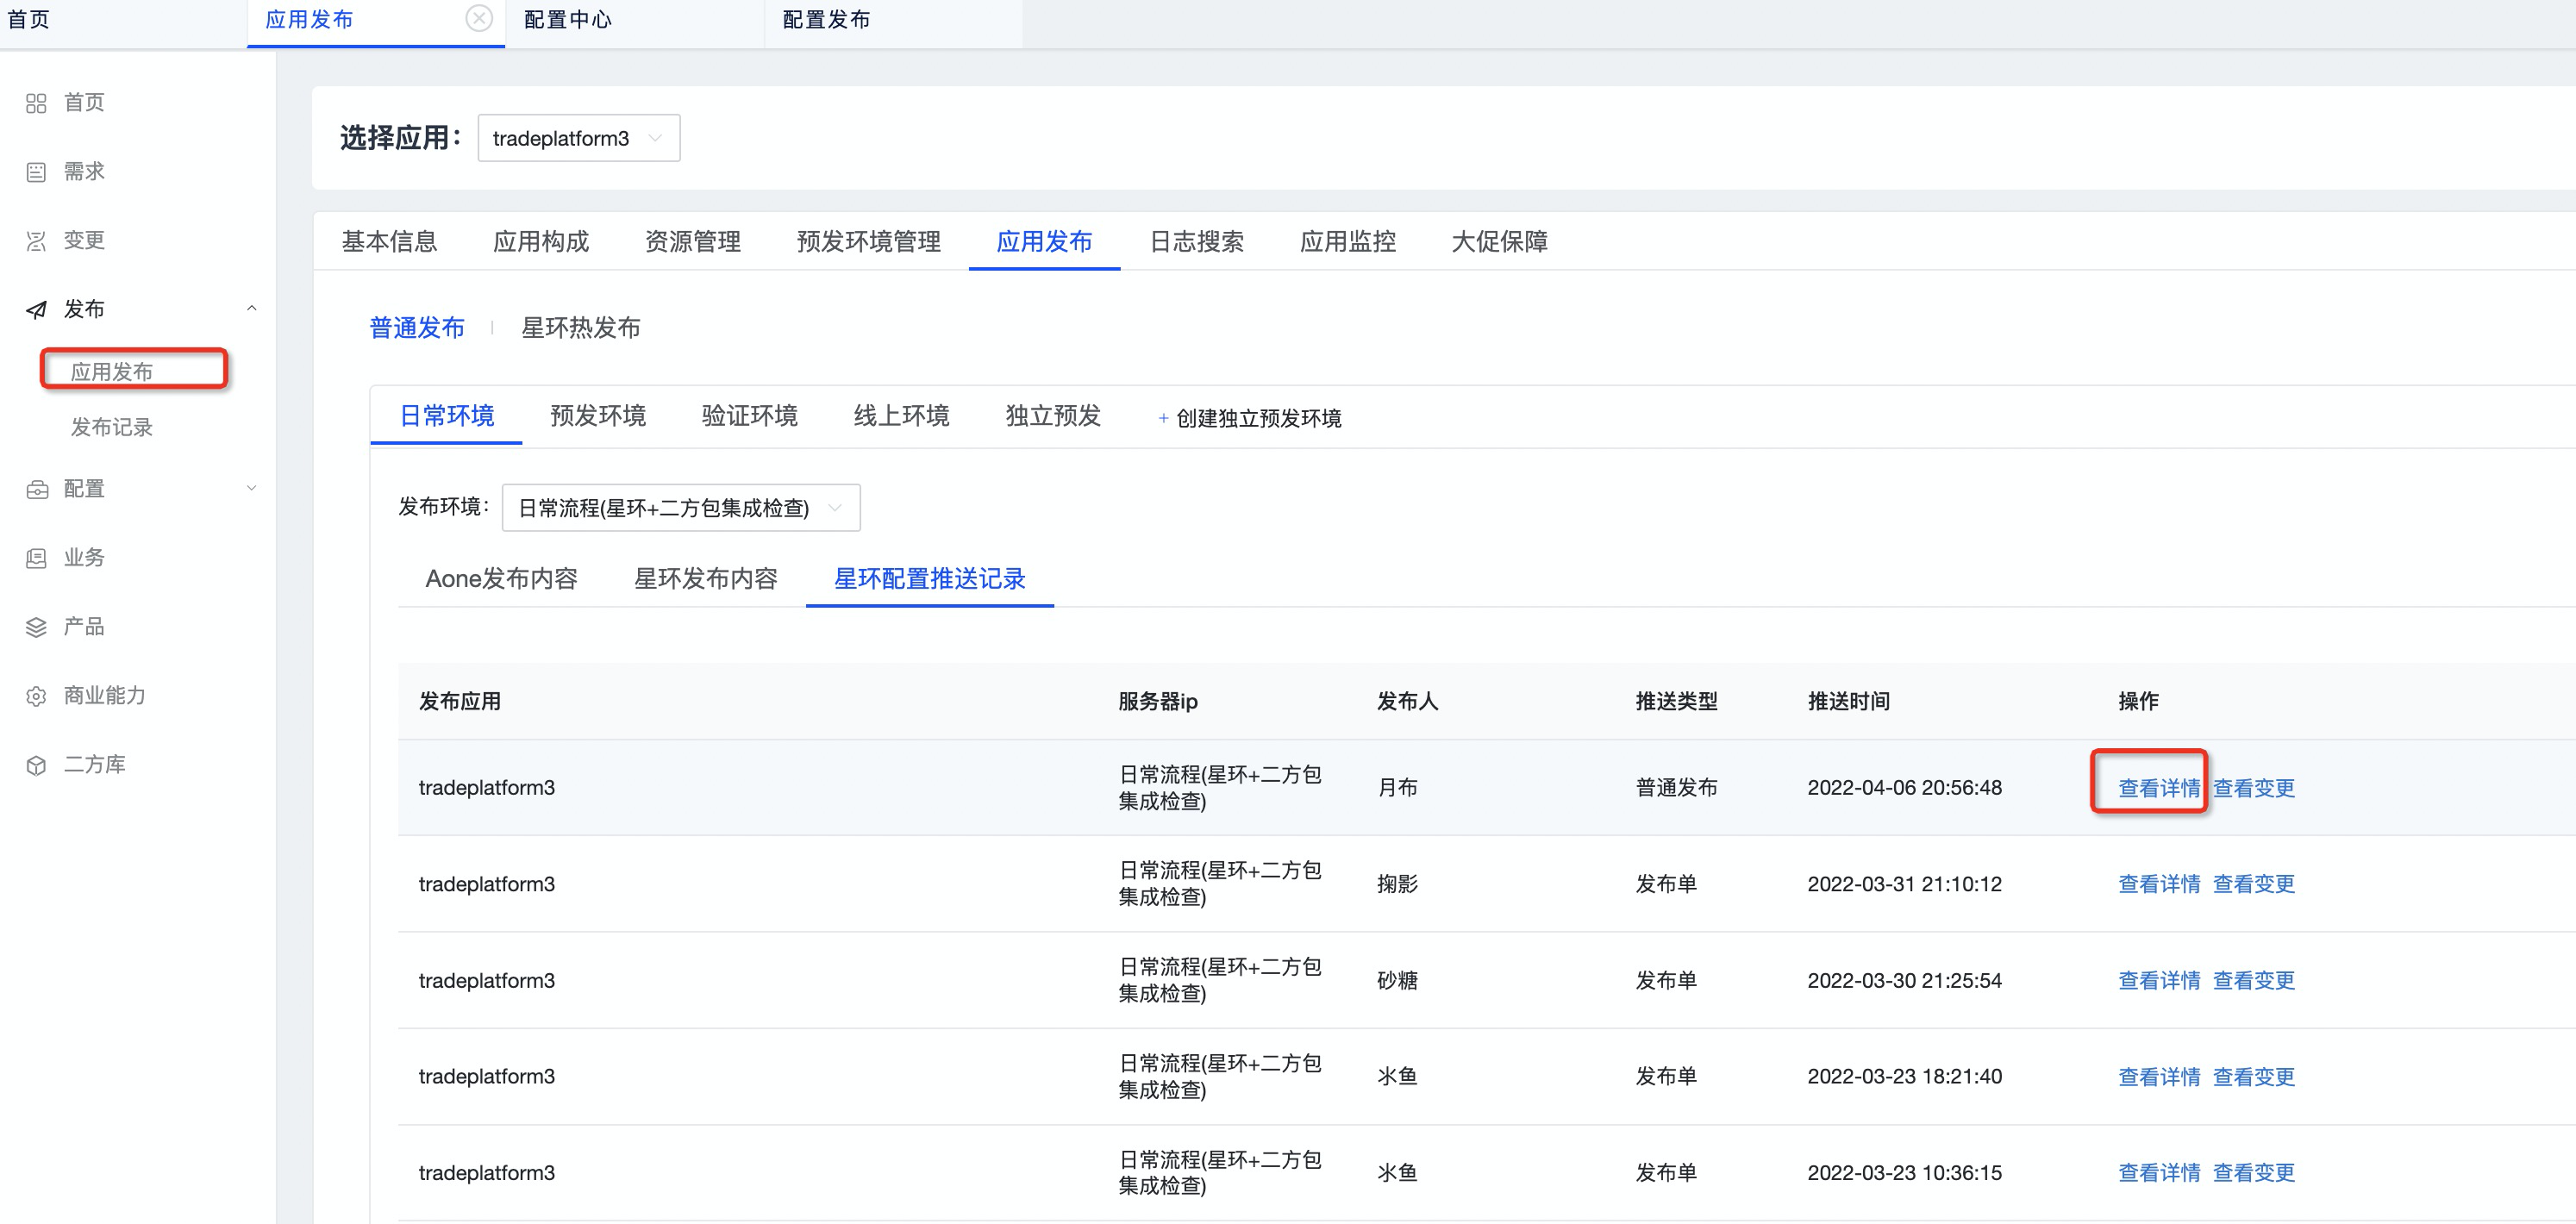 首页
应用发布
配置中心
配置发布
首页
需求
变更
发布
应用发布
发布记录
配置
业务
产品
商业能力
二方库
选择应用：
tradeplatform3
基本信息
应用构成
资源管理
预发环境管理
应用发布
日志搜索
应用监控
大促保障
普通发布
星环热发布
日常环境
预发环境
验证环境
线上环境
独立预发
+ 创建独立预发环境
发布环境：
日常流程(星环+二方包集成检查)
Aone发布内容
星环发布内容
星环配置推送记录
发布应用
服务器ip
发布人
推送类型
推送时间
操作
tradeplatform3
日常流程(星环+二方包
集成检查)
月布
普通发布
2022-04-06 20:56:48
查看详情 查看变更
tradeplatform3
日常流程(星环+二方包
集成检查)
掬影
发布单
2022-03-31 21:10:12
查看详情 查看变更
tradeplatform3
日常流程(星环+二方包
集成检查)
砂糖
发布单
2022-03-30 21:25:54
查看详情 查看变更
tradeplatform3
日常流程(星环+二方包
集成检查)
氺鱼
发布单
2022-03-23 18:21:40
查看详情 查看变更
tradeplatform3
日常流程(星环+二方包
集成检查)
氺鱼
发布单
2022-03-23 10:36:15
查看详情 查看变更